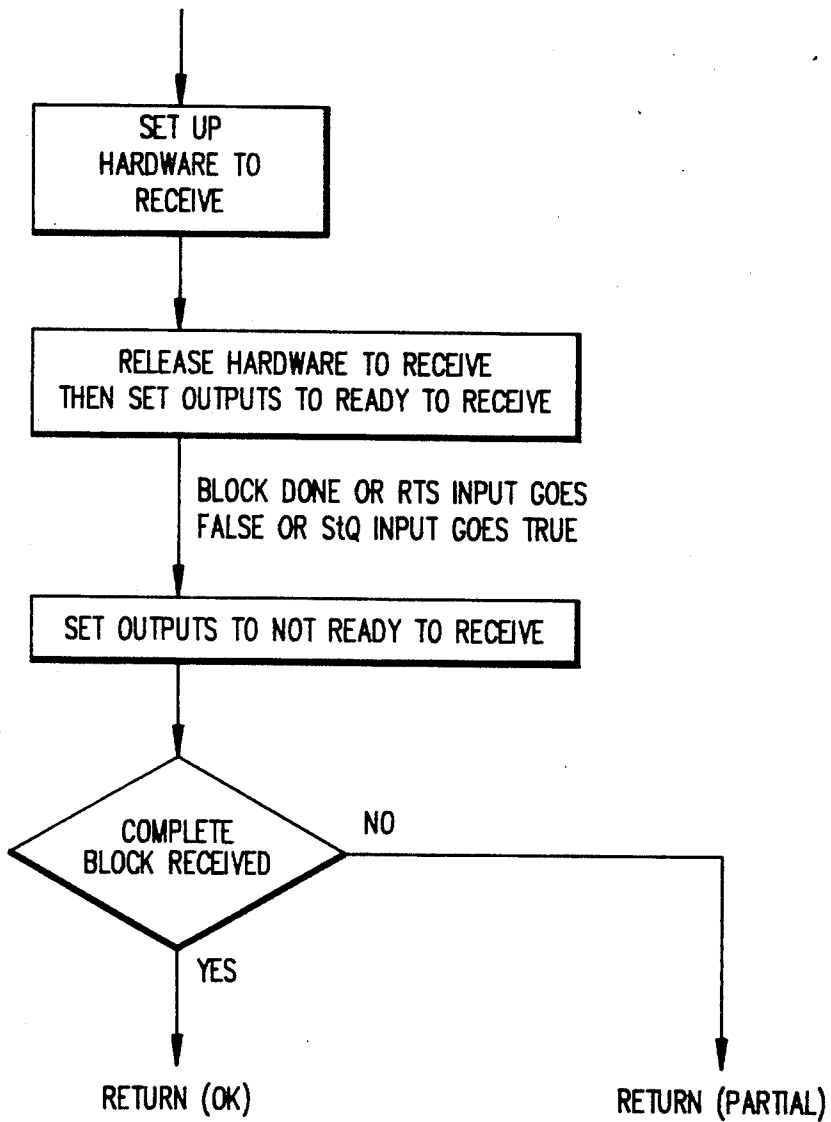 SET UP
HARDWARE TO
RECEIVE
RELEASE HARDWARE TO RECEIVE
THEN SET OUTPUTS TO READY TO RECEIVE
BLOCK DONE OR RTS INPUT GOES
FALSE OR StQ INPUT GOES TRUE
SET OUTPUTS TO NOT READY TO RECEIVE
COMPLETE
BLOCK RECEIVED
NO
YES
RETURN (OK)
RETURN (PARTIAL)